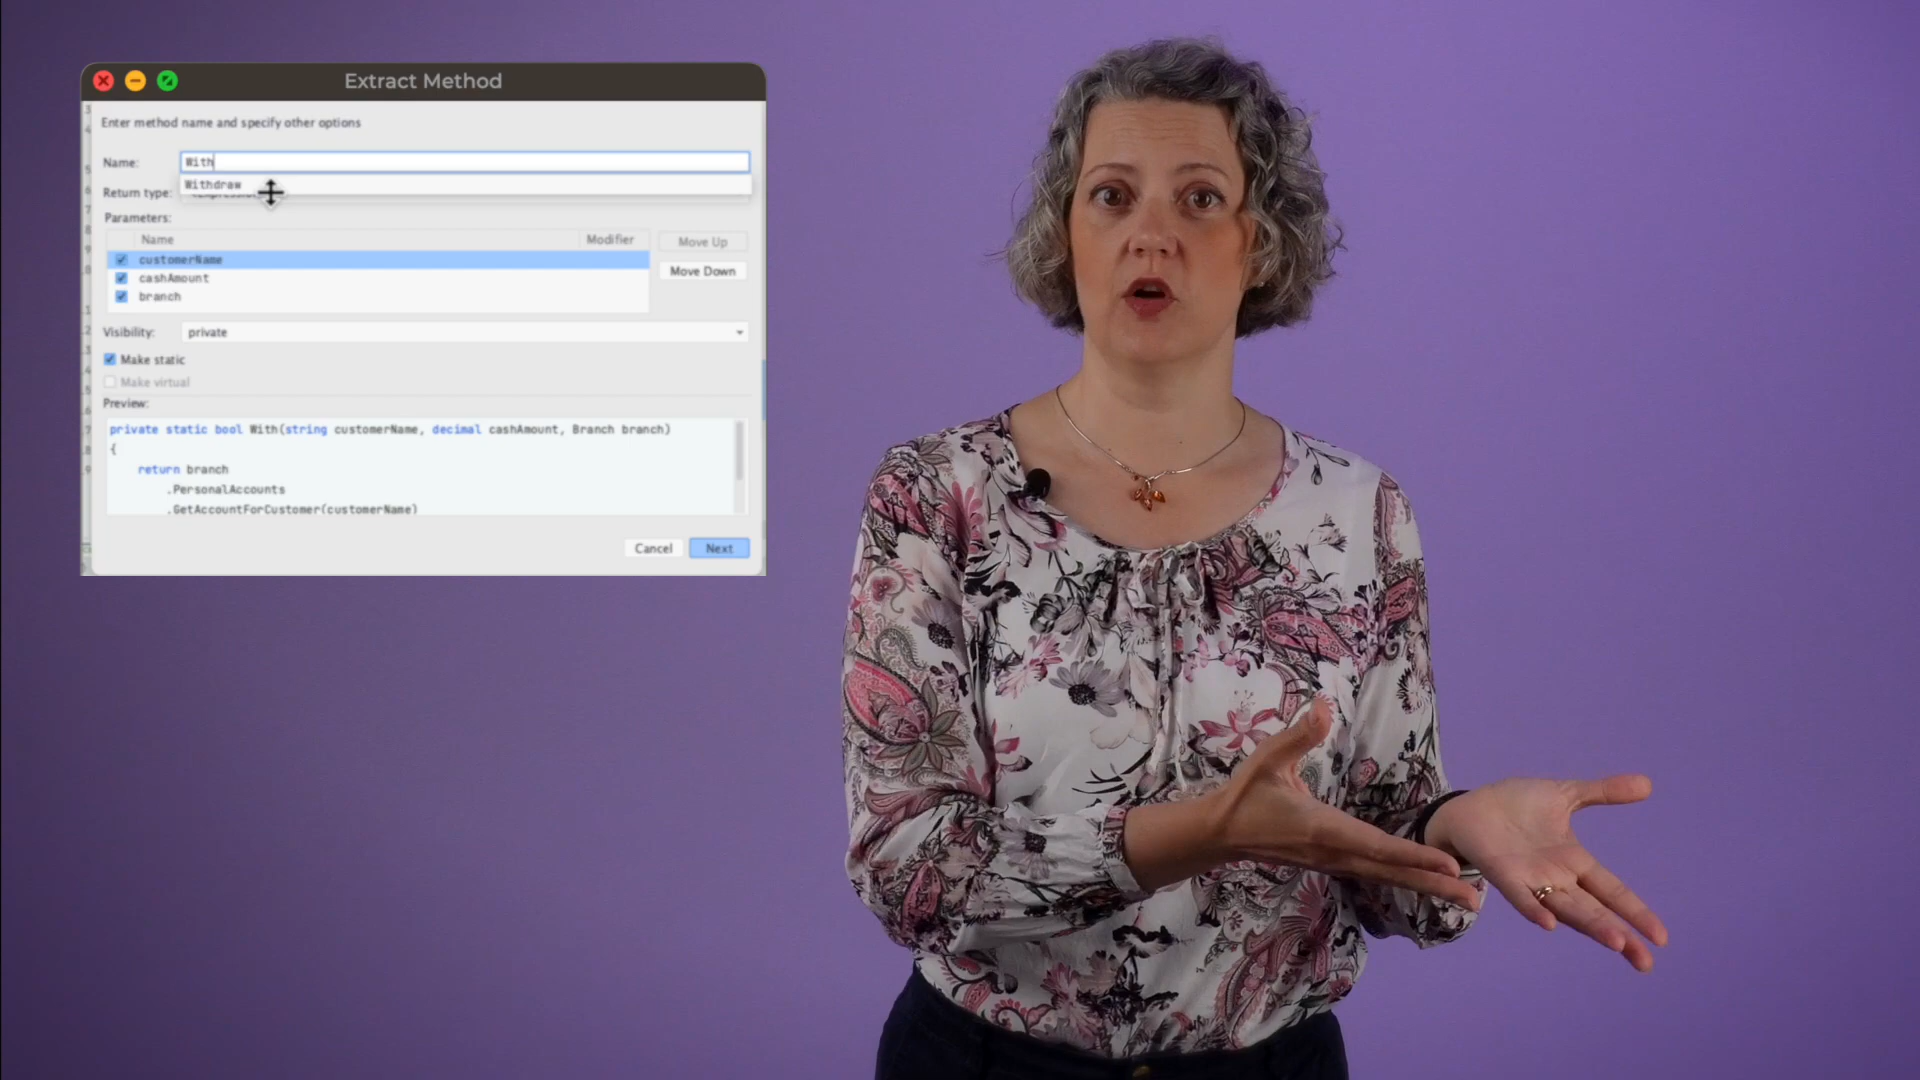 Extract Method
Enter method name and specify other options
Name: With
Withdraw
Return type:
Parameters:
Name Modifier
customerName
cashAmount
branch
Move Up
Move Down
Visibility: private
Make static
Make virtual
Preview:
private static bool With(string customerName, decimal cashAmount, Branch branch)
{
return branch
.PersonalAccounts
.GetAccountForCustomer(customerName)
Cancel Next